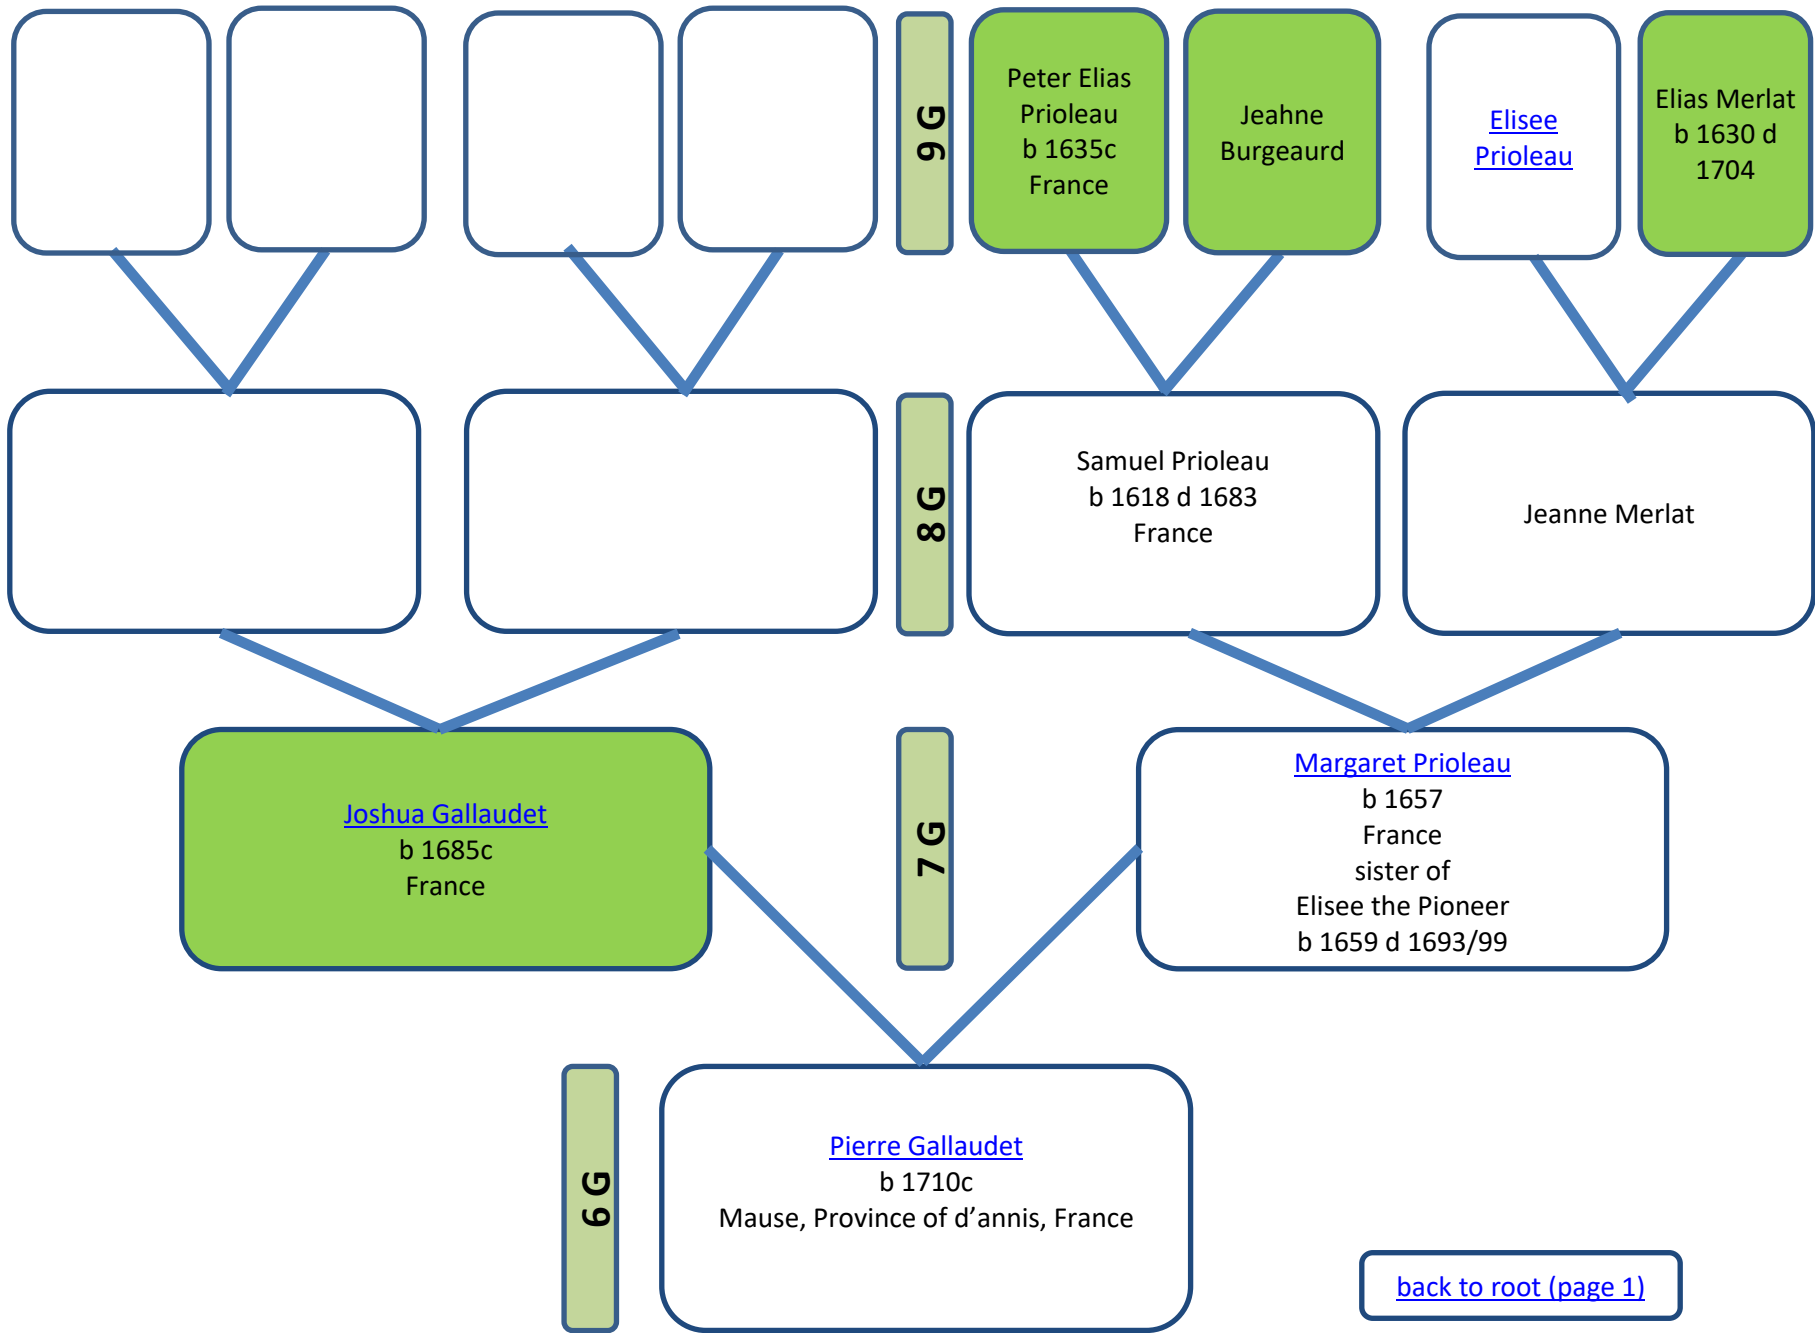 9 G
Peter Elias
Prioleau
b 1635c
France
Jeahne
Burgeaurd
Elisee
Prioleau
Elias Merlat
b 1630 d
1704
8 G
Samuel Prioleau
b 1618 d 1683
France
Jeanne Merlat
Joshua Gallaudet
b 1685c
France
7 G
Margaret Prioleau
b 1657
France
sister of
Elisee the Pioneer
b 1659 d 1693/99
6 G
Pierre Gallaudet
b 1710c
Mause, Province of d’annis, France
back to root (page 1)